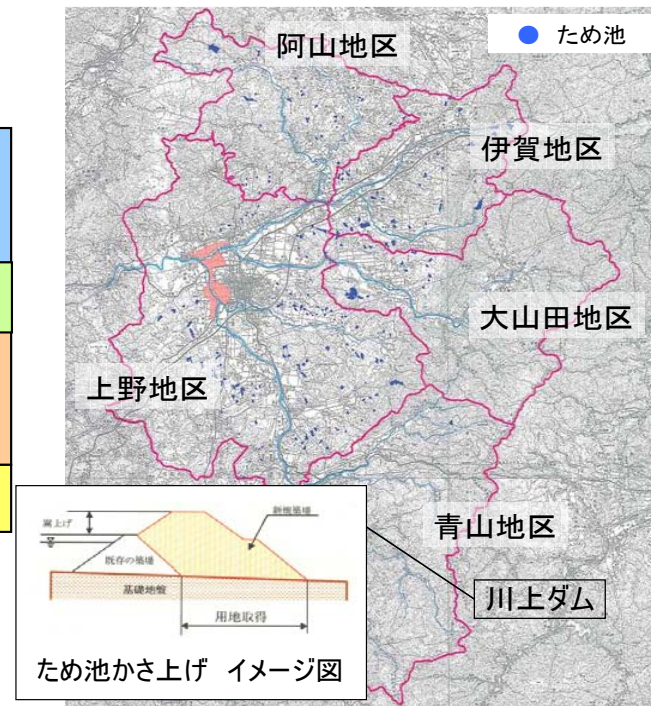 ため池
阿山地区
伊賀地区
大山田地区
上野地区
青山地区
川上ダム
嵩上げ
新規築堤
既存の築堤
基礎地盤
用地取得
ため池かさ上げ イメージ図